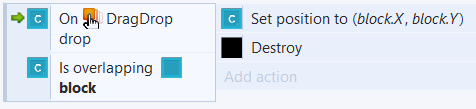 C On DragDrop
drop
C Is overlapping
block
C Set position to (block.X, block.Y)
Destroy
Add action